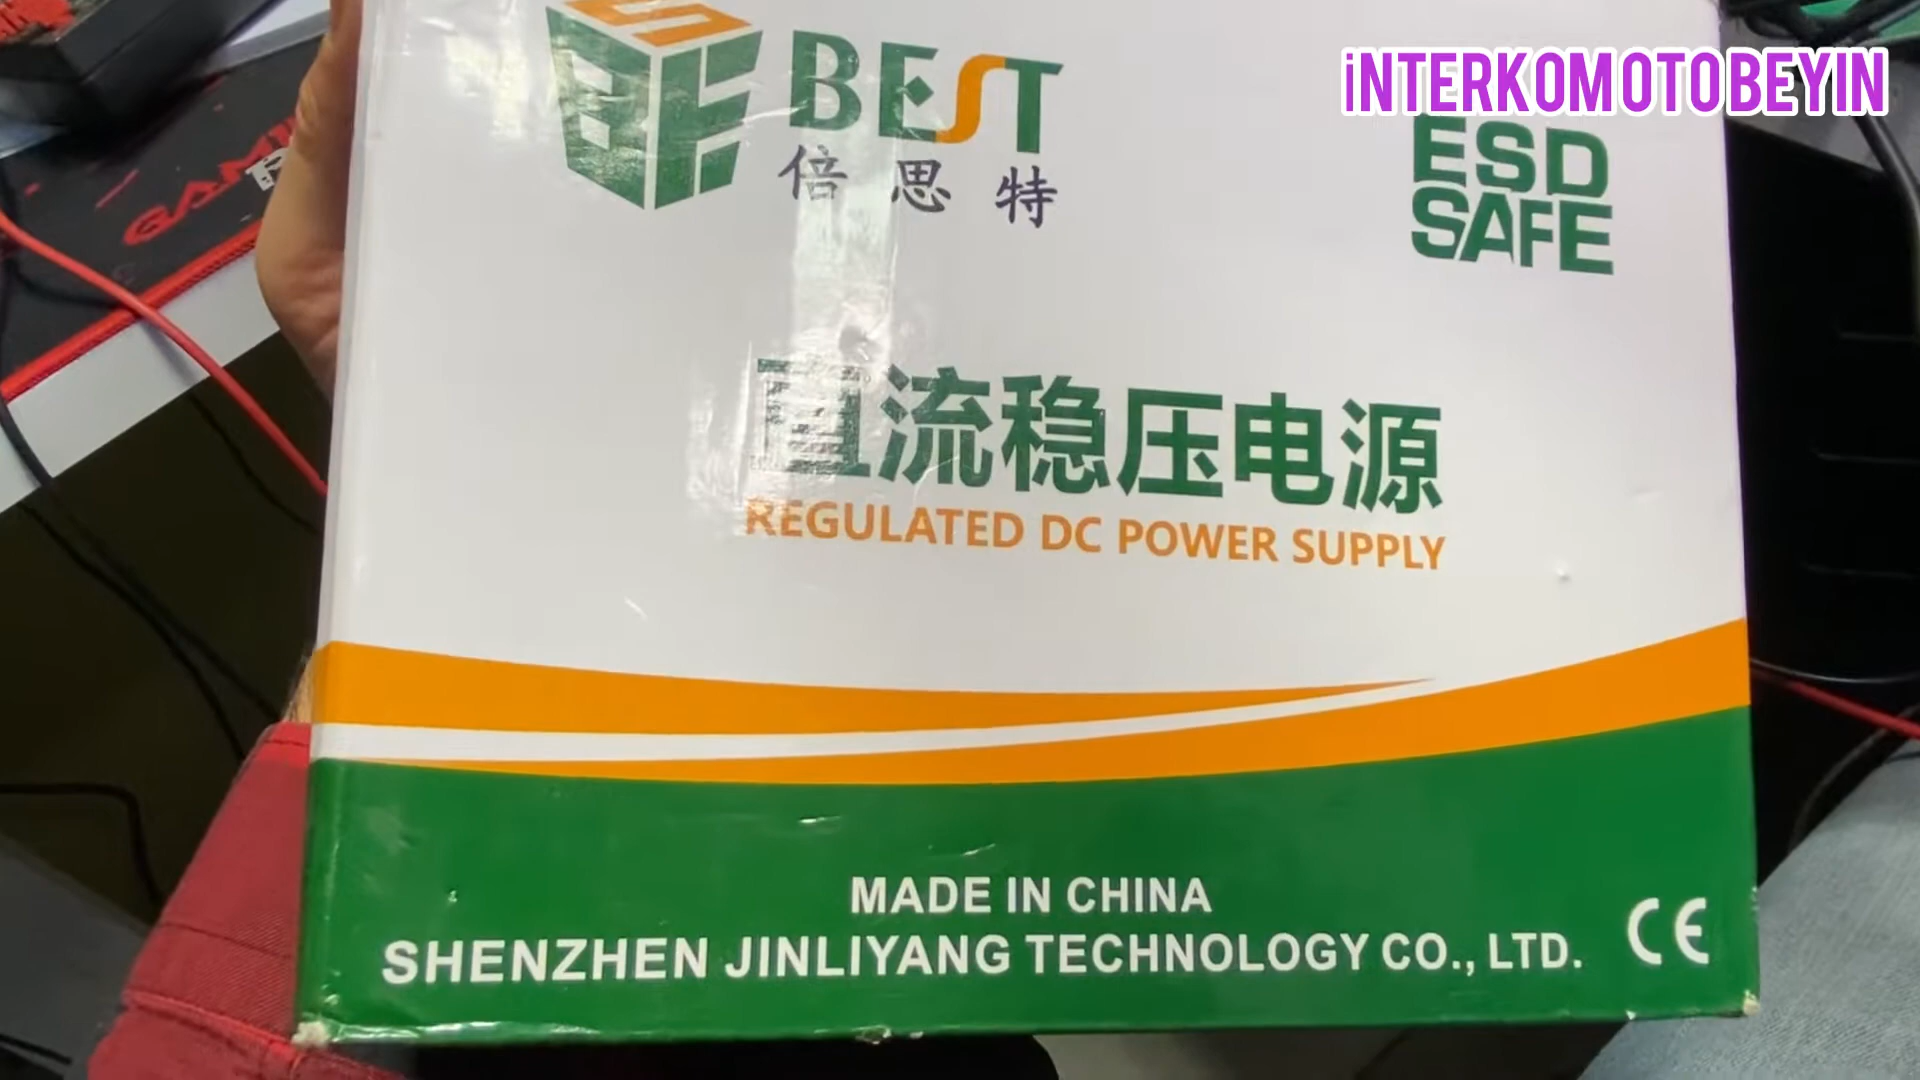 iNTERKOMOTOBEYIN
BEST
倍思特
ESD
SAFE
直流稳压电源
REGULATED DC POWER SUPPLY
MADE IN CHINA
SHENZHEN JINLIYANG TECHNOLOGY CO., LTD.
CE